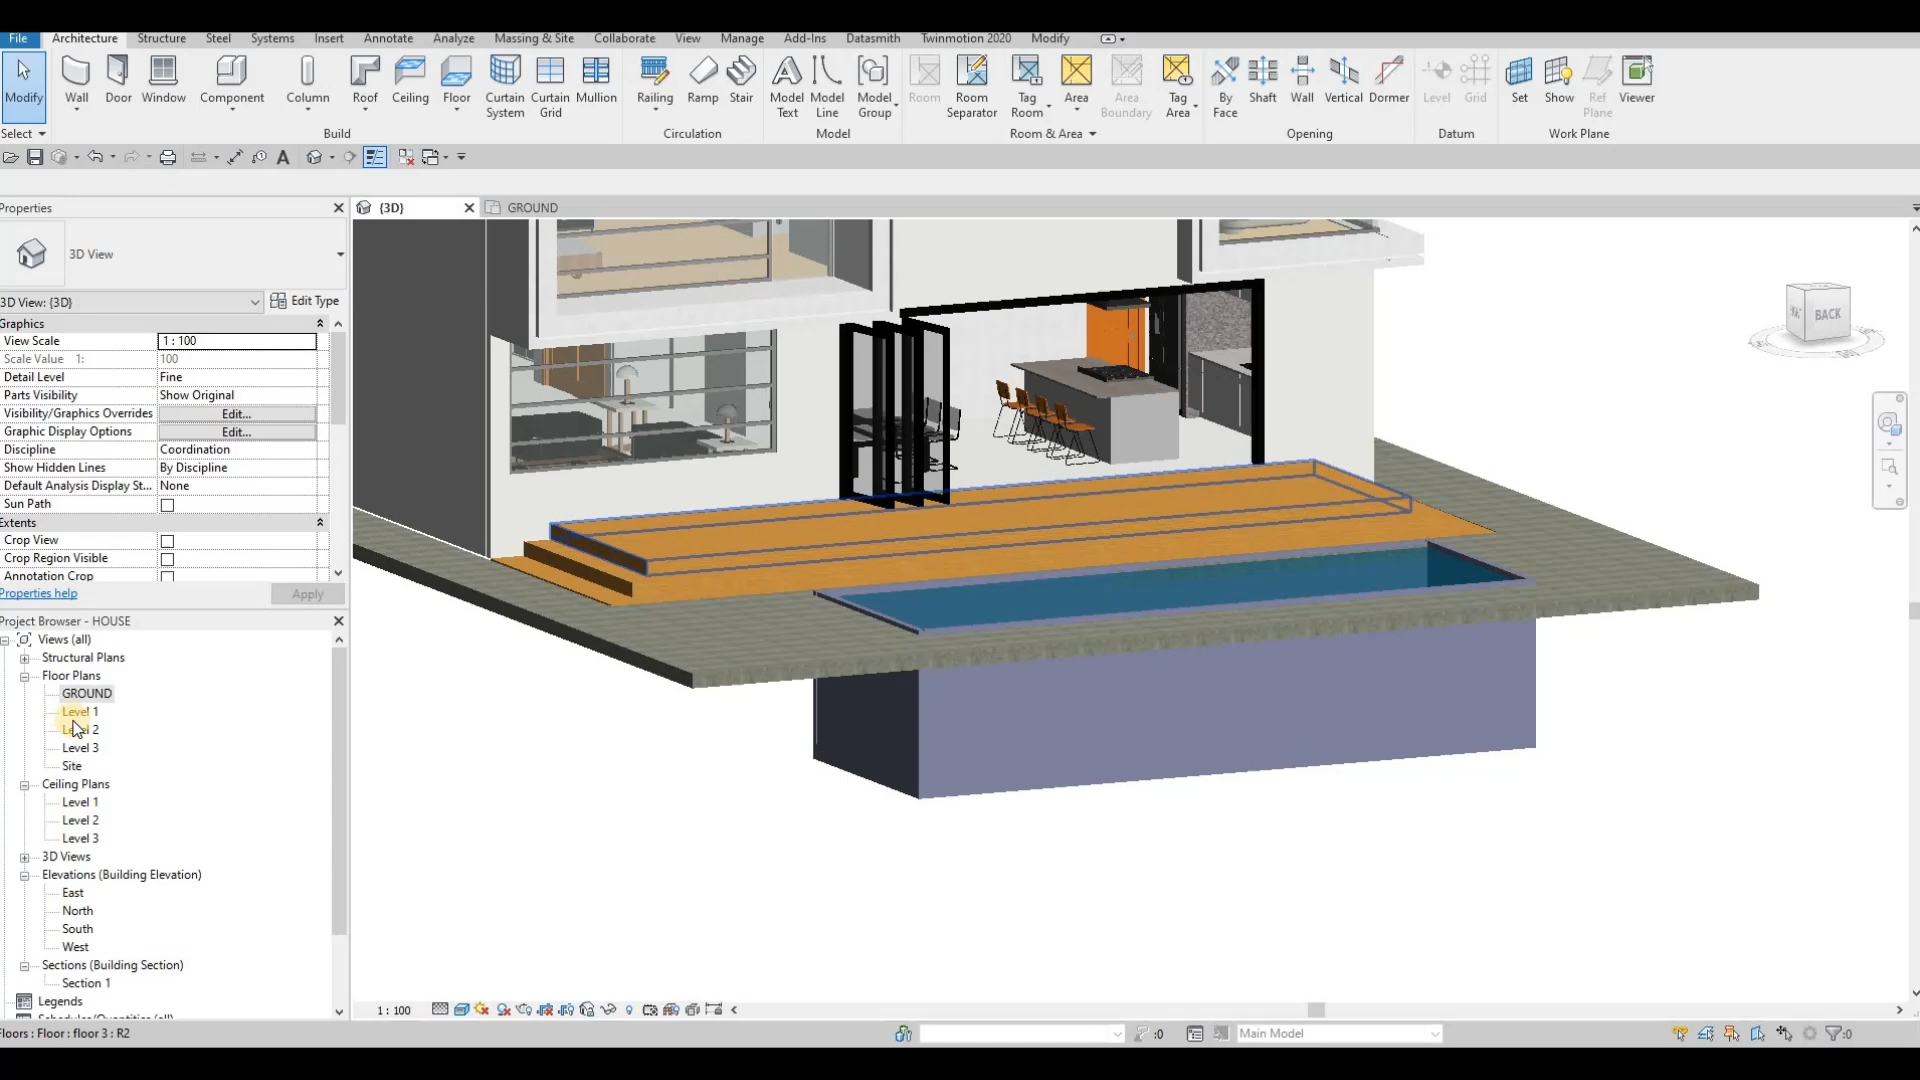 File Architecture Structure Steel Systems Insert Annotate Analyze Massing & Site Collaborate View Manage Add-Ins Datasmith Twinmotion 2020 Modify
Modify Wall Door Window Component Column Roof Ceiling Floor Curtain System Curtain Grid Mullion Railing Ramp Stair Model Text Model Line Model Group Room Room Separator Tag Room Area Area Boundary Tag Area By Face Shaft Wall Vertical Dormer Level Grid Set Show Ref Plane Viewer
Select Build Circulation Model Room & Area Opening Datum Work Plane
Properties
{3D} GROUND
3D View
3D View: {3D} Edit Type
Graphics
View Scale 1 : 100
Scale Value 1: 100
Detail Level Fine
Parts Visibility Show Original
Visibility/Graphics Overrides Edit...
Graphic Display Options Edit...
Discipline Coordination
Show Hidden Lines By Discipline
Default Analysis Display St... None
Sun Path
Extents
Crop View
Crop Region Visible
Annotation Crop
Properties help Apply
Project Browser - HOUSE
Views (all)
Structural Plans
Floor Plans
GROUND
Level 1
Level 2
Level 3
Site
Ceiling Plans
Level 1
Level 2
Level 3
3D Views
Elevations (Building Elevation)
East
North
South
West
Sections (Building Section)
Section 1
Legends
BACK
1 : 100
Floors : Floor : floor 3 : R2
:0
Main Model
:0